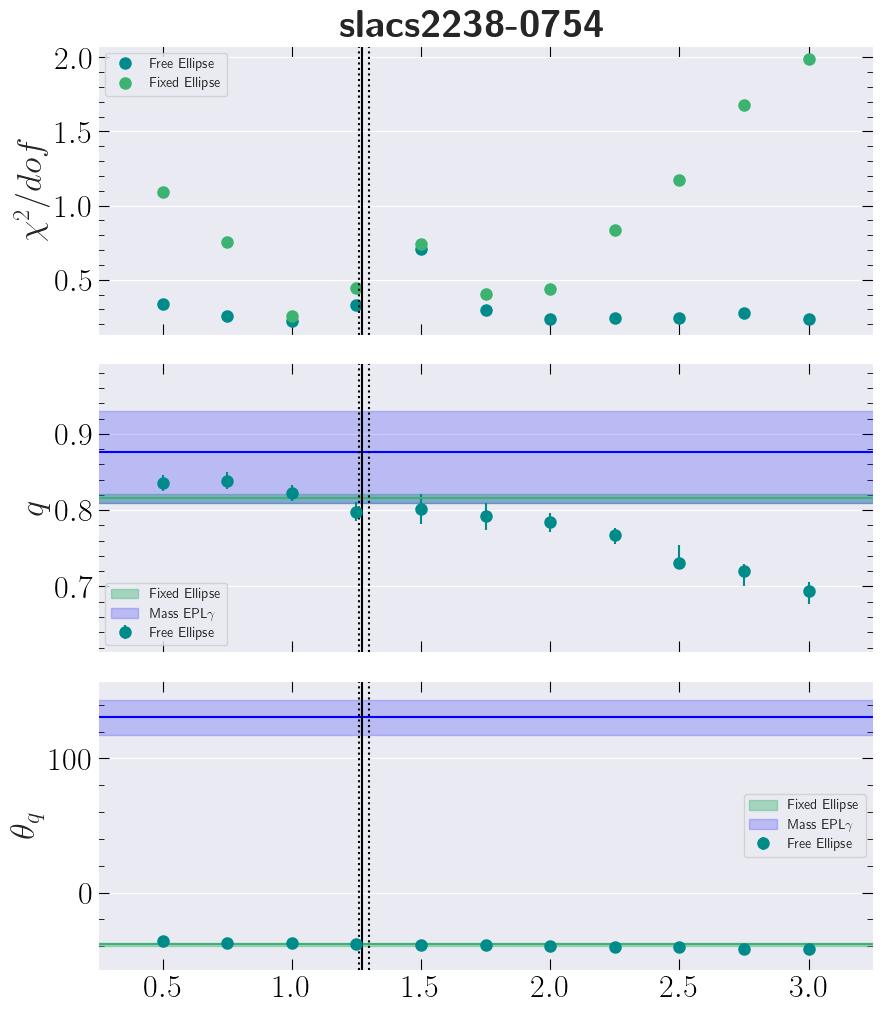 slacs2238-0754
Free Ellipse
Fixed Ellipse
2.0
1.5
1.0
0.5
χ²/dof
0.9
0.8
0.7
q
Fixed Ellipse
Mass EPLγ
Free Ellipse
100
0
θ_q
Fixed Ellipse
Mass EPLγ
Free Ellipse
0.5 1.0 1.5 2.0 2.5 3.0